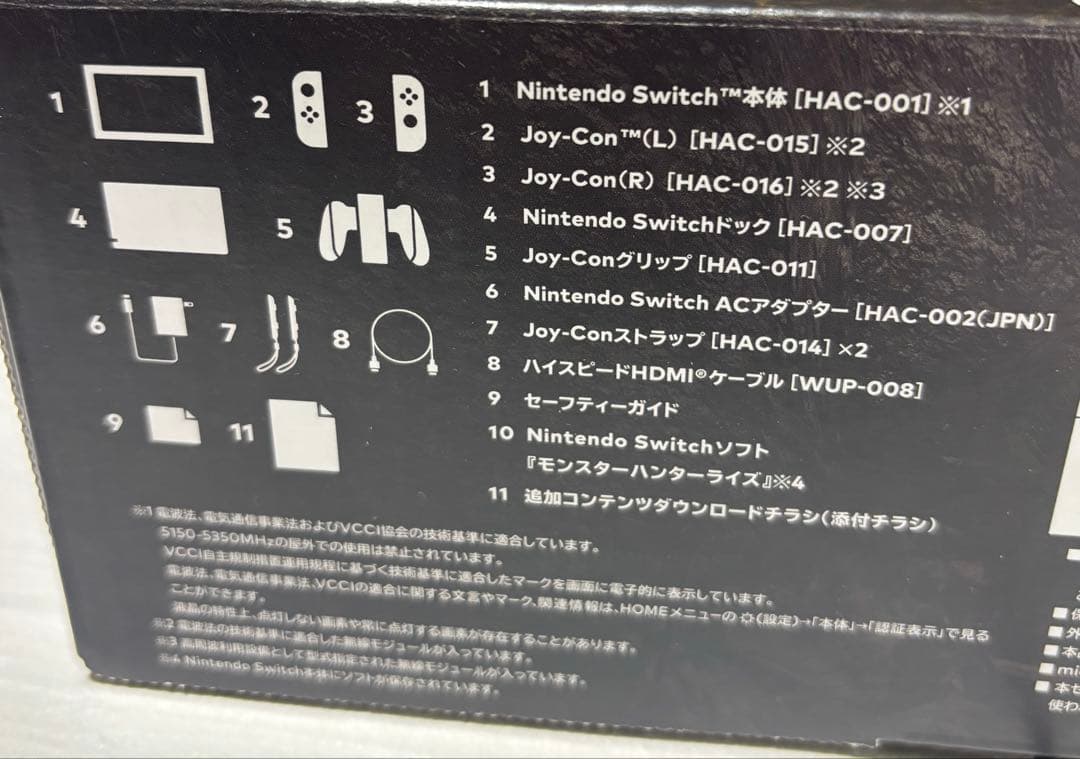 1
2
3
4
5
6
7
8
9
11
1 Nintendo Switch™本体 [HAC-001] ※1
2 Joy-Con™(L) [HAC-015] ※2
3 Joy-Con(R) [HAC-016] ※2 ※3
4 Nintendo Switchドック [HAC-007]
5 Joy-Conグリップ [HAC-011]
6 Nintendo Switch ACアダプター [HAC-002(JPN)]
7 Joy-Conストラップ [HAC-014] ×2
8 ハイスピードHDMI®ケーブル [WUP-008]
9 セーフティーガイド
10 Nintendo Switchソフト
『モンスターハンターライズ』※4
11 追加コンテンツダウンロードチラシ(添付チラシ)
※1 電波法、電気通信事業法およびVCCI協会の技術基準に適合しています。
5150-5350MHzの屋外での使用は禁止されています。
VCCI自主規制措置運用規程に基づく技術基準に適合したマークを画面に電子的に表示しています。
電波法、電気通信事業法、VCCIの適合に関する文言やマーク、関連情報は、HOMEメニューの(設定)→「本体」→「認証表示」で見る
ことができます。
液晶の特性上、点灯しない画素や常に点灯する画素が存在することがあります。
※2 電波法の技術基準に適合した無線モジュールが入っています。
※3 高周波利用設備として型式指定された無線モジュールが入っています。
※4 Nintendo Switch本体にソフトが保存されています。
■保
■外
■本
■mi
■本セ
使わ